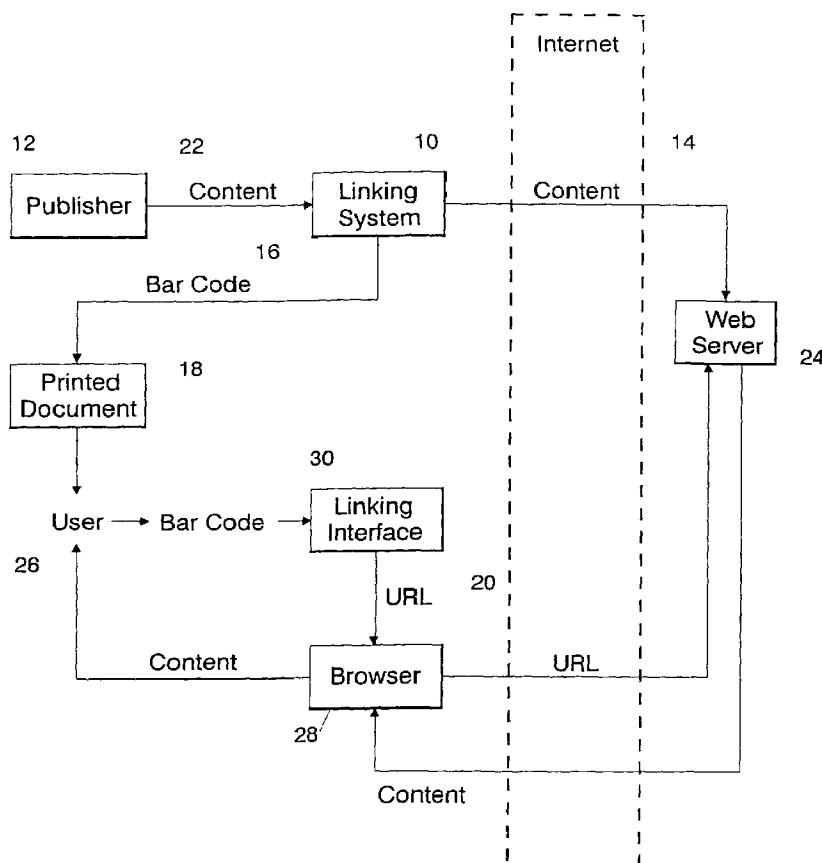 Internet
12
22
10
14
Publisher
Content
Linking
System
Content
16
Bar Code
Web
Server
24
18
Printed
Document
30
User
Bar Code
Linking
Interface
26
20
URL
Content
Browser
URL
28
Content